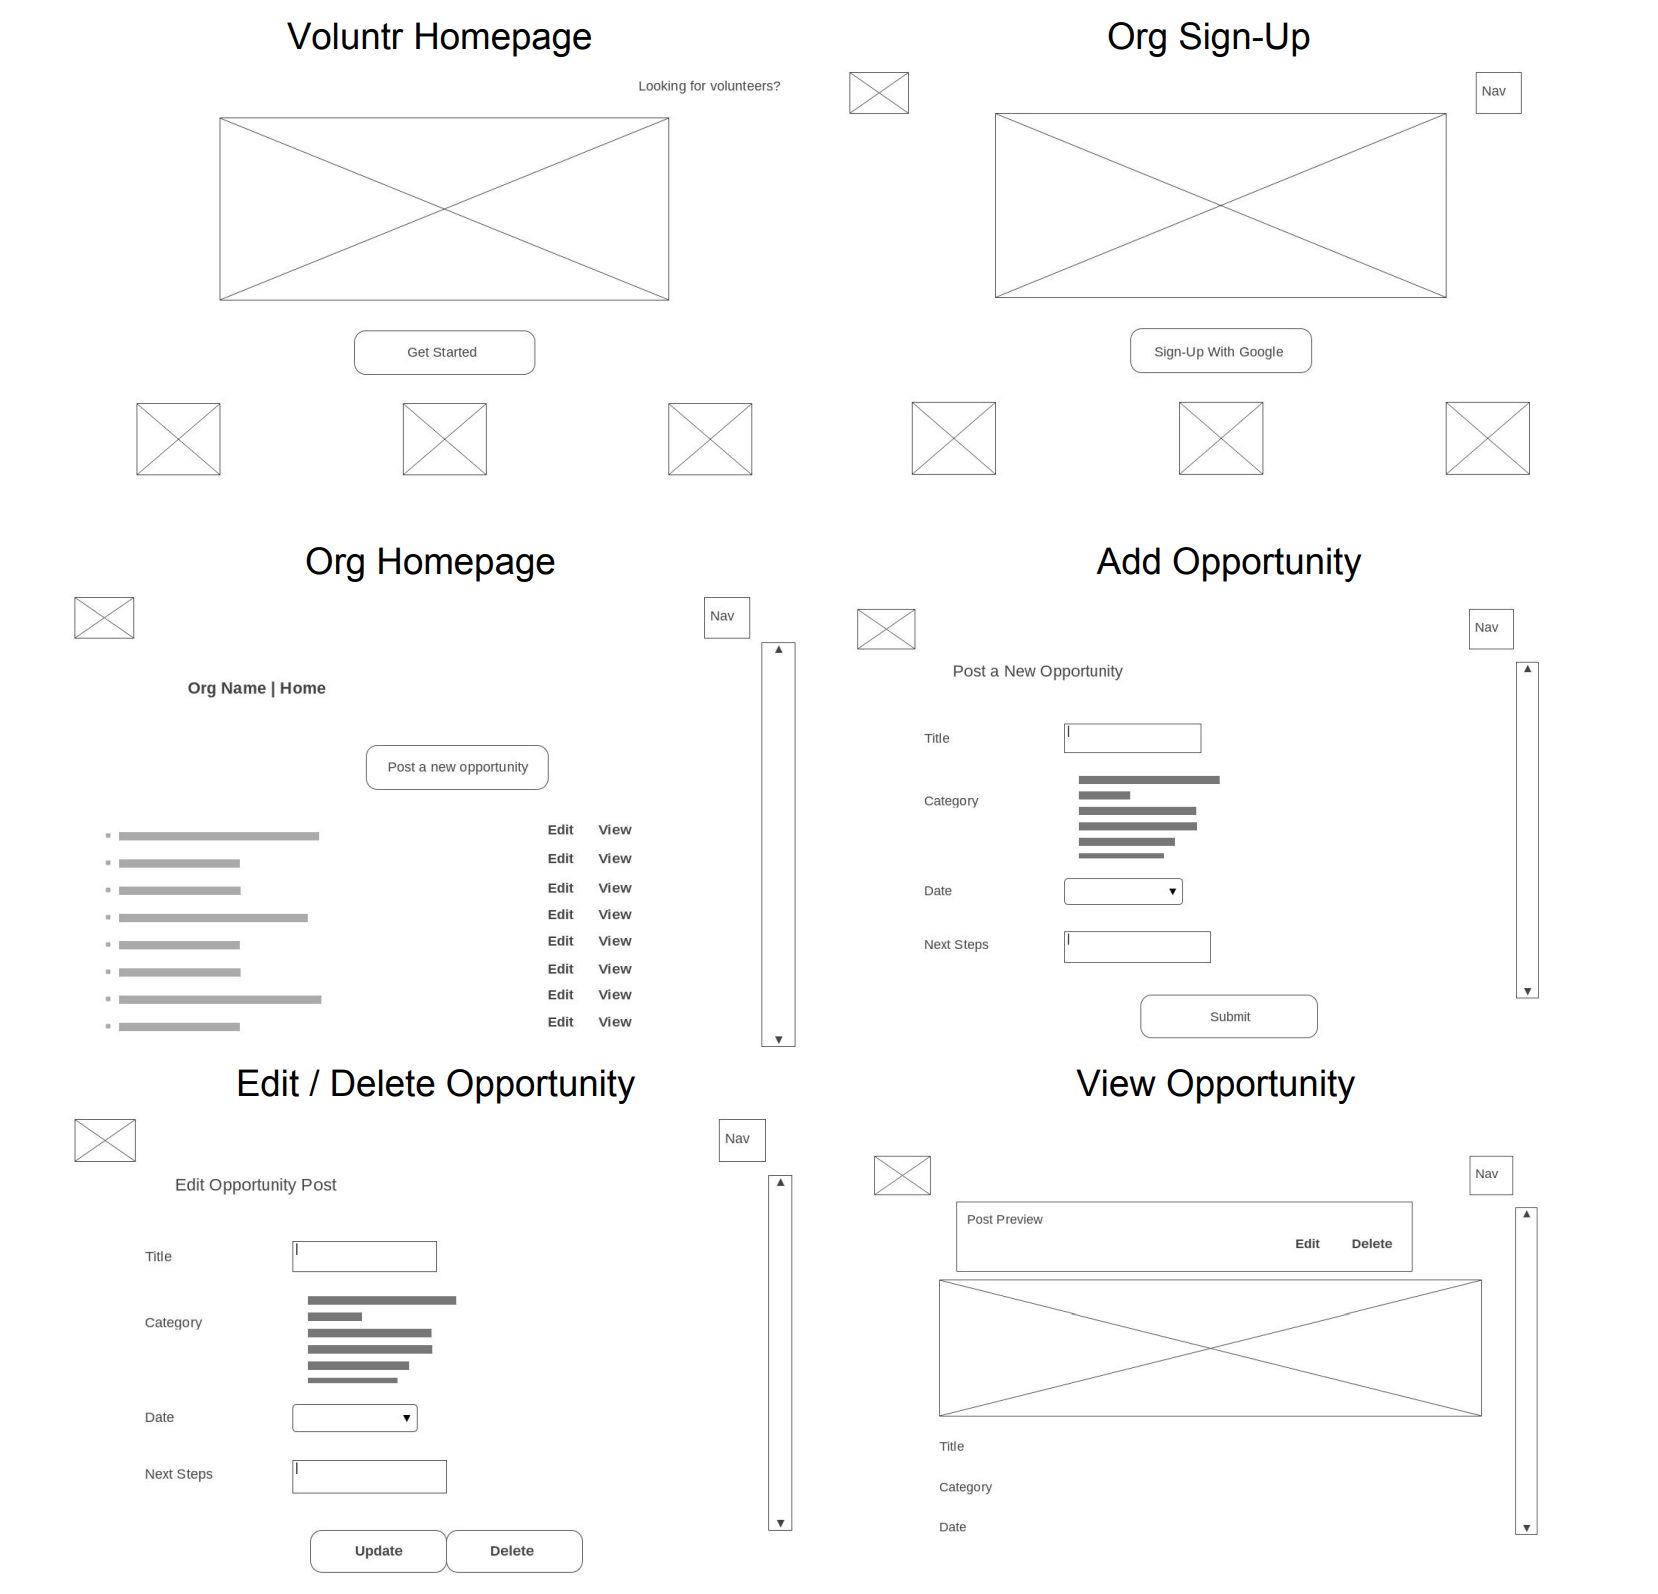 Voluntr Homepage
Looking for volunteers?
Get Started
Org Sign-Up
Nav
Sign-Up With Google
Org Homepage
Nav
Org Name | Home
Post a new opportunity
Edit View
Edit View
Edit View
Edit View
Edit View
Edit View
Edit View
Edit View
Add Opportunity
Nav
Post a New Opportunity
Title
Category
Date
Next Steps
Submit
Edit / Delete Opportunity
Nav
Edit Opportunity Post
Title
Category
Date
Next Steps
Update Delete
View Opportunity
Nav
Post Preview
Edit Delete
Title
Category
Date